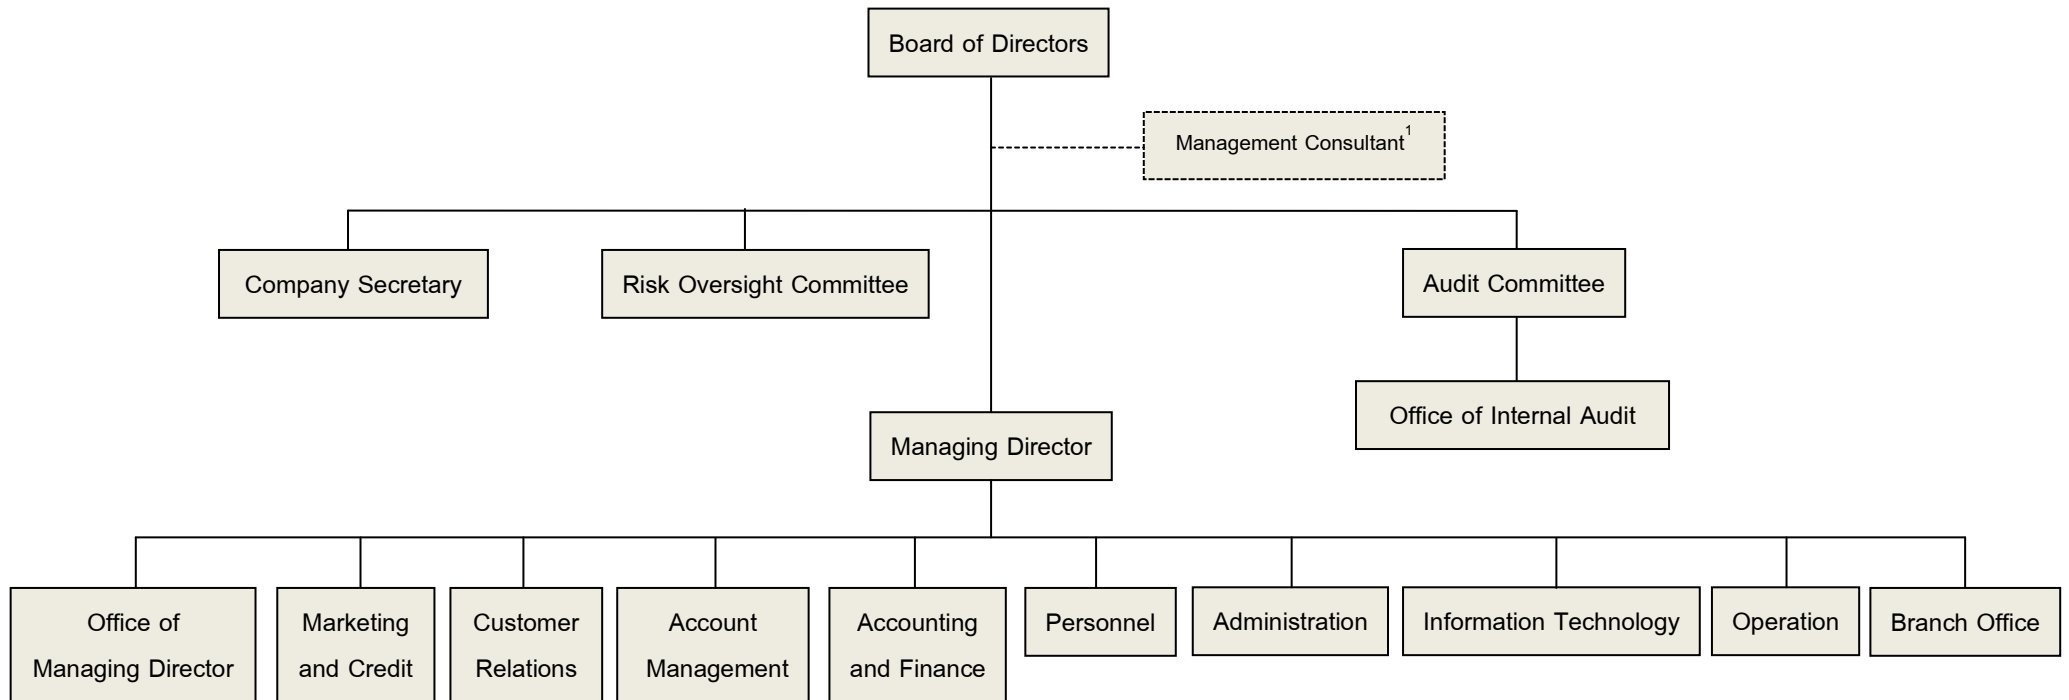 Board of Directors
Management Consultant1
Company Secretary
Risk Oversight Committee
Audit Committee
Office of Internal Audit
Managing Director
Office of
Managing Director
Marketing
and Credit
Customer
Relations
Account
Management
Accounting
and Finance
Personnel
Administration
Information Technology
Operation
Branch Office